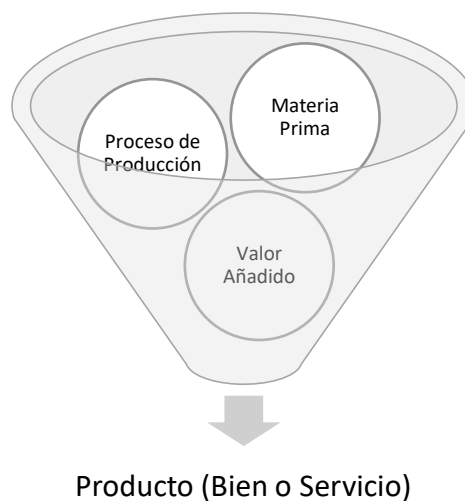 Materia
Prima
Proceso de
Producción
Valor
Añadido
Producto (Bien o Servicio)